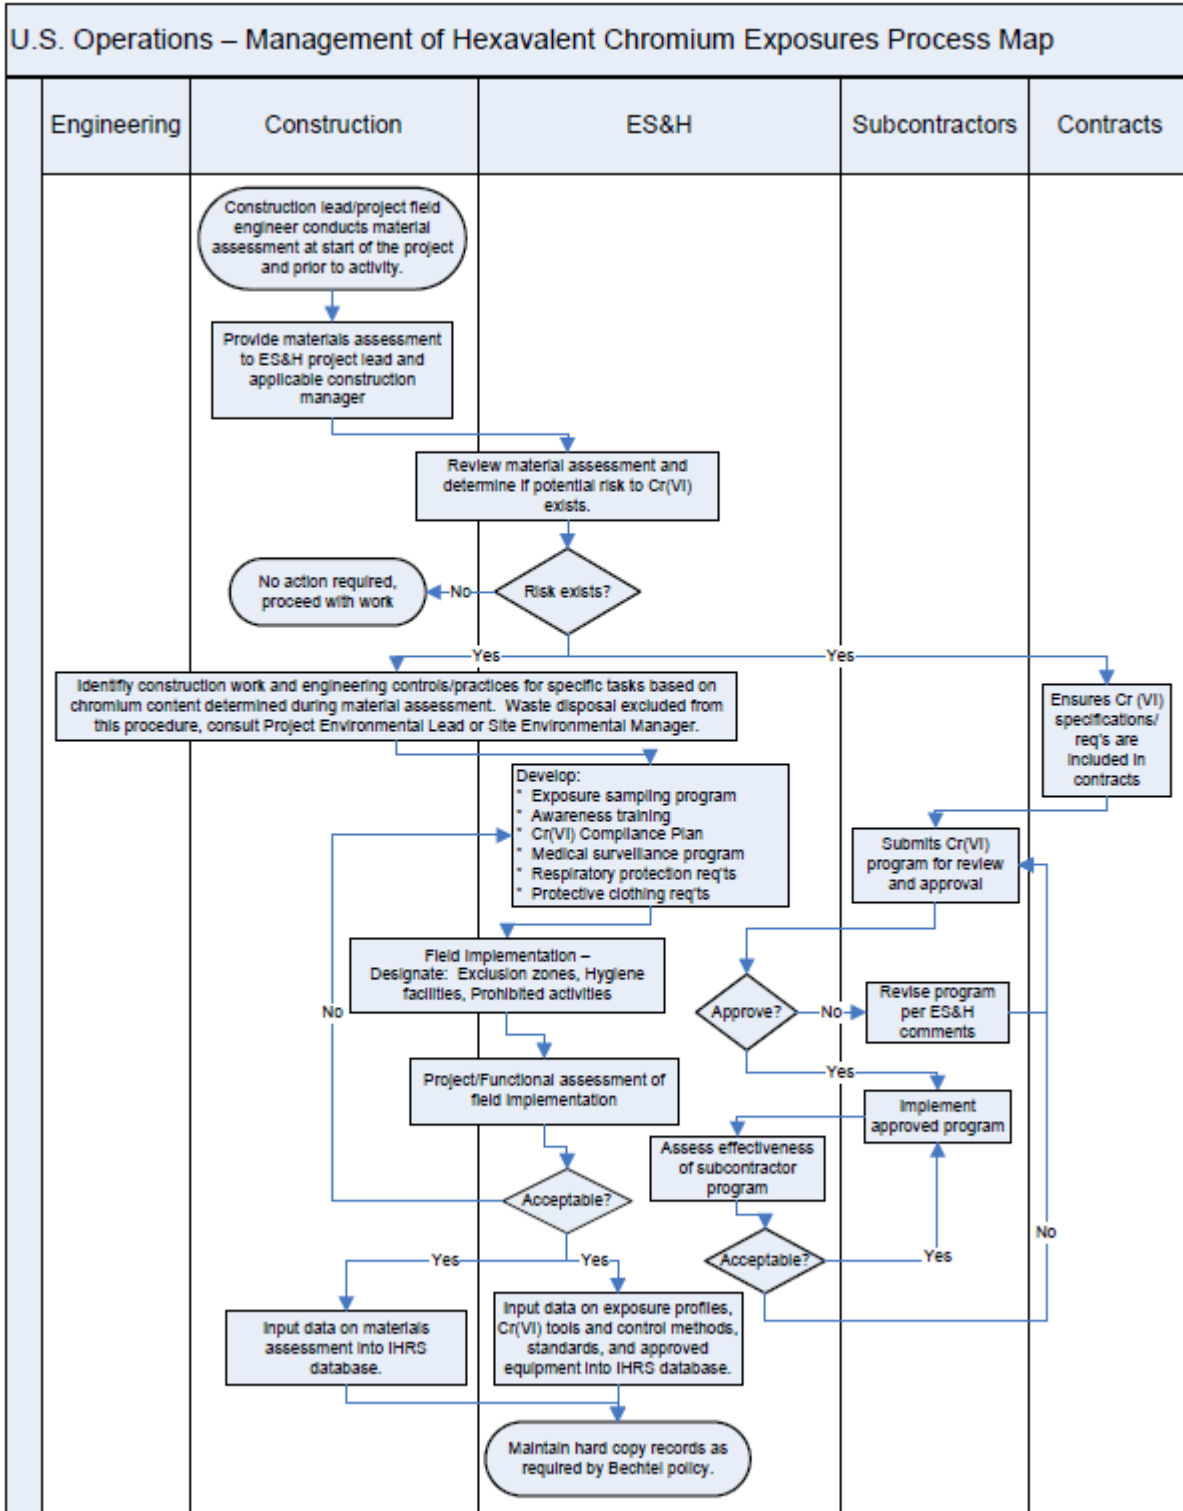 U.S. Operations – Management of Hexavalent Chromium Exposures Process Map
Engineering
Construction
ES&H
Subcontractors
Contracts
Construction lead/project field
engineer conducts material
assessment at start of the project
and prior to activity.
Provide materials assessment
to ES&H project lead and
applicable construction
manager
Review material assessment and
determine if potential risk to Cr(VI)
exists.
No action required,
proceed with work
No
Risk exists?
Yes
Yes
Identifiy construction work and engineering controls/practices for specific tasks based on
chromium content determined during material assessment.  Waste disposal excluded from
this procedure, consult Project Environmental Lead or Site Environmental Manager.
Ensures Cr (VI)
specifications/
req's are
included in
contracts
Develop:
* Exposure sampling program
* Awareness training
* Cr(VI) Compliance Plan
* Medical surveillance program
* Respiratory protection req'ts
* Protective clothing req'ts
Submits Cr(VI)
program for review
and approval
Field Implementation –
Designate:  Exclusion zones, Hygiene
facilities, Prohibited activities
No
Approve?
No
Revise program
per ES&H
comments
Yes
Project/Functional assessment of
field implementation
Implement
approved program
Assess effectiveness
of subcontractor
program
Acceptable?
Acceptable?
Yes
No
Yes
Yes
Input data on materials
assessment into IHRS
database.
Input data on exposure profiles,
Cr(VI) tools and control methods,
standards, and approved
equipment into IHRS database.
Maintain hard copy records as
required by Bechtel policy.